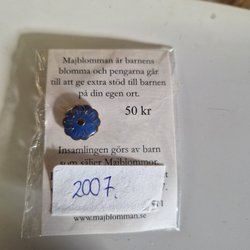 Majblomman är barnens
blomma och pengarna går
till att ge extra stöd till barnen
på din egen ort.
50 kr
Insamlingen görs av barn
som säljer Majblommor.
2007
www.majblomman.se